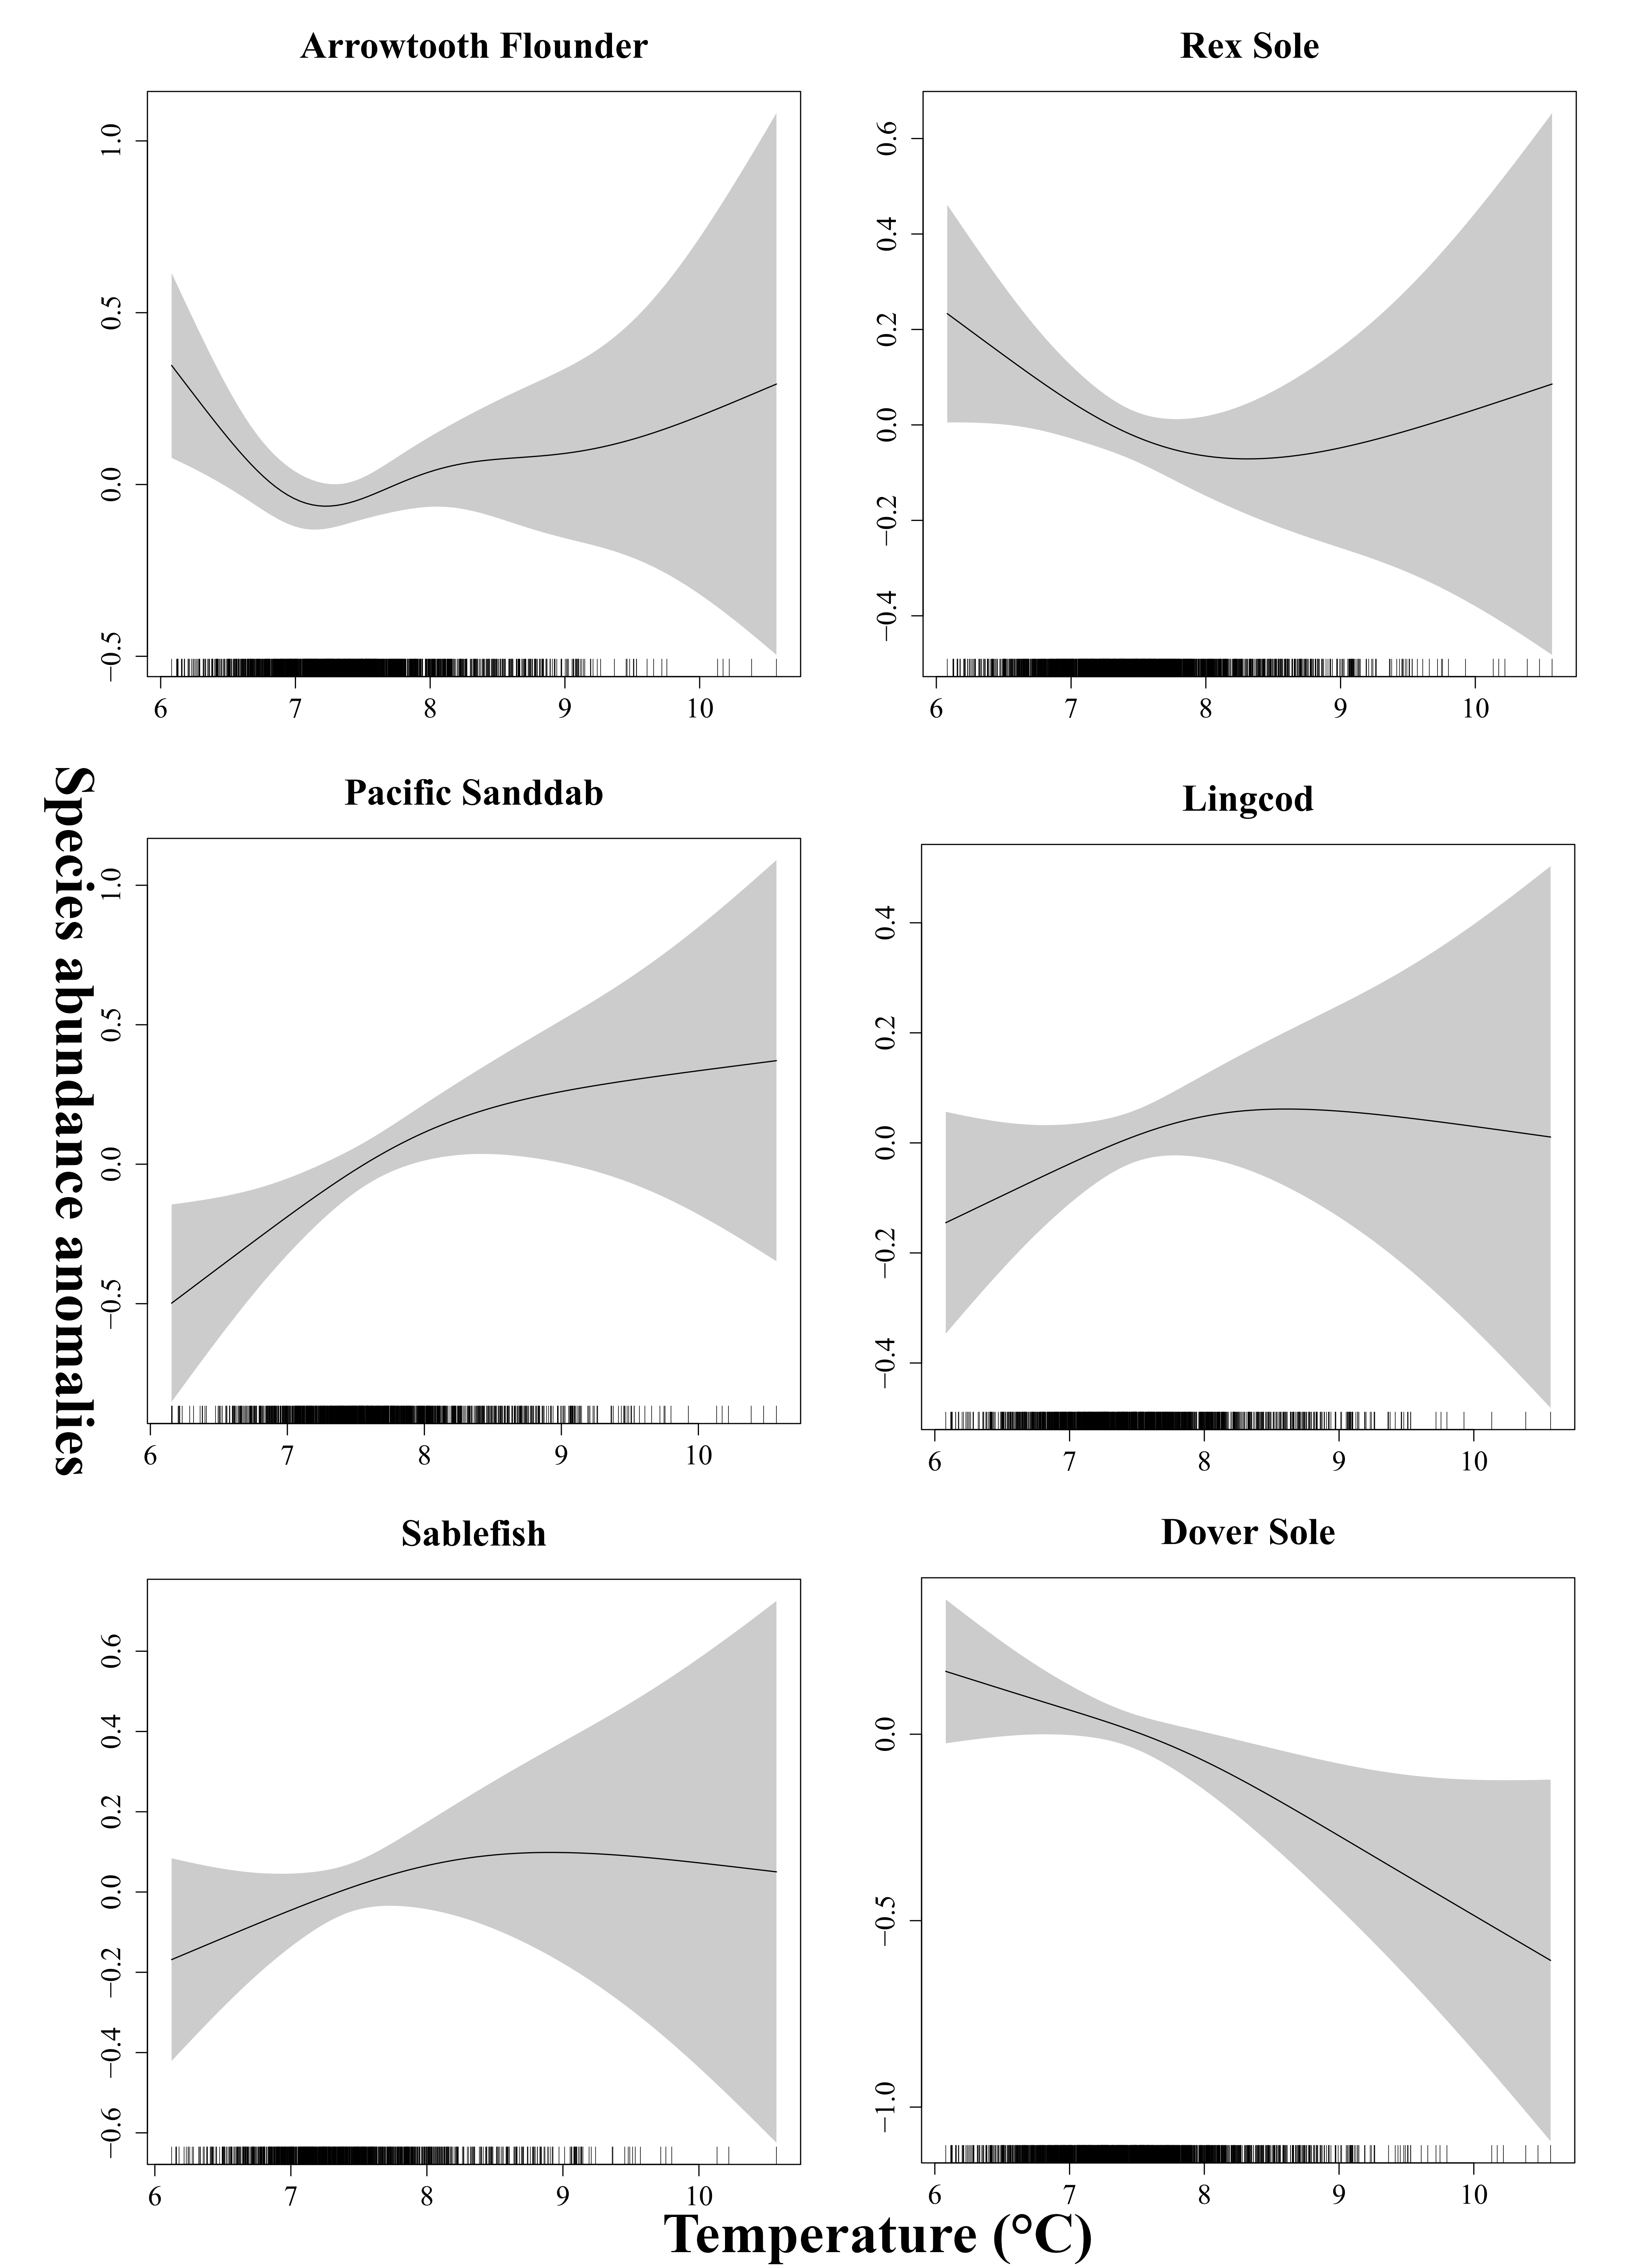 Arrowtooth Flounder
1.0
0.5
0.0
−0.5
6 7 8 9 10
Rex Sole
0.6
0.4
0.2
0.0
−0.2
−0.4
6 7 8 9 10
Species abundance anomalies
Pacific Sanddab
1.0
0.5
0.0
−0.5
6 7 8 9 10
Lingcod
0.4
0.2
0.0
−0.2
−0.4
6 7 8 9 10
Sablefish
0.6
0.4
0.2
0.0
−0.2
−0.4
−0.6
6 7 8 9 10
Dover Sole
0.0
−0.5
−1.0
6 7 8 9 10
Temperature (°C)